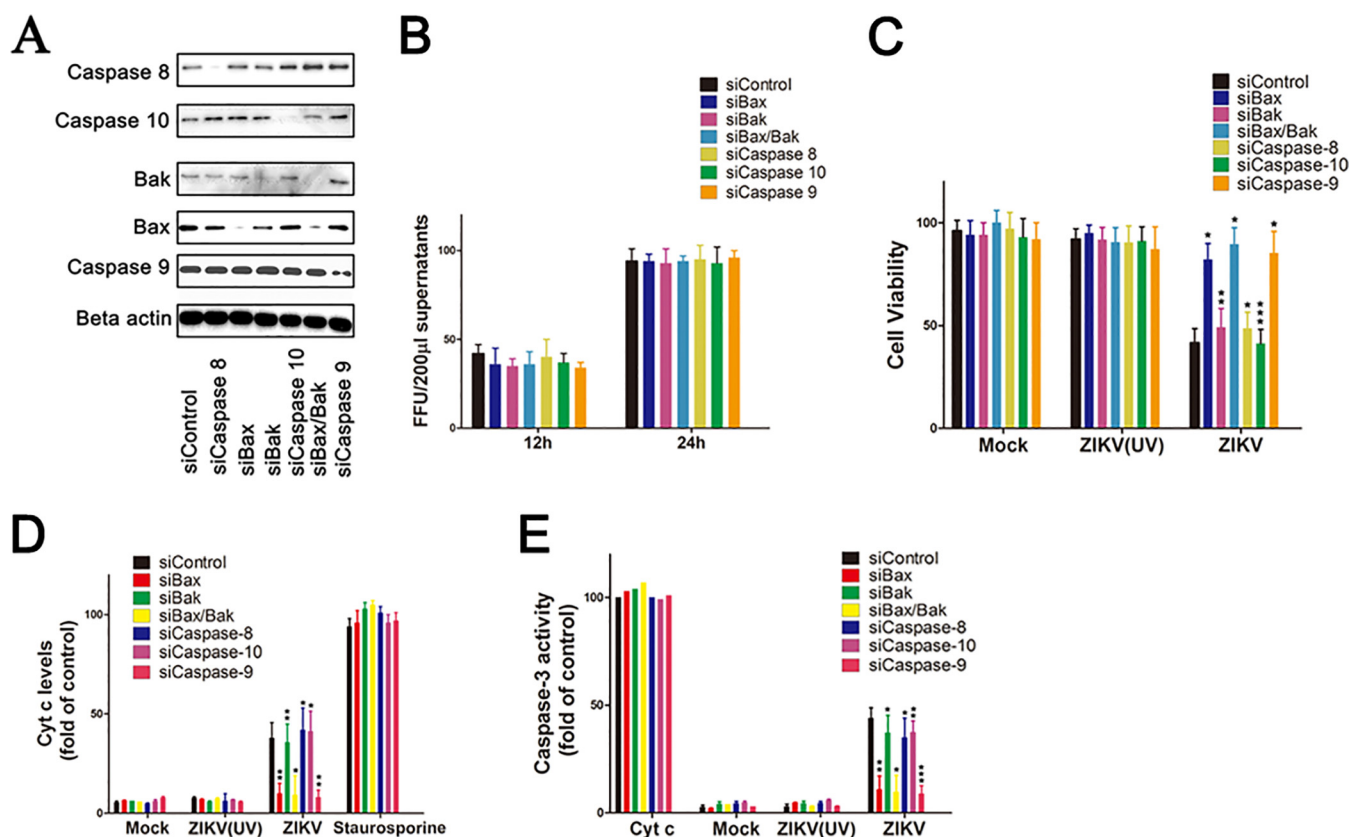 A
Caspase 8
Caspase 10
Bak
Bax
Caspase 9
Beta actin
siControl
siCaspase 8
siBax
siBak
siCaspase 10
siBax/Bak
siCaspase 9
B
siControl
siBax
siBak
siBax/Bak
siCaspase 8
siCaspase 10
siCaspase 9
FFU/200µl supernatants
100
50
0
12h
24h
C
siControl
siBax
siBak
siBax/Bak
siCaspase-8
siCaspase-10
siCaspase-9
Cell Viability
100
50
0
*
**
*
*
***
*
Mock
ZIKV(UV)
ZIKV
D
siControl
siBax
siBak
siBax/Bak
siCaspase-8
siCaspase-10
siCaspase-9
Cyt c levels
(fold of control)
100
50
0
**
**
*
*
*
**
Mock
ZIKV(UV)
ZIKV
Staurosporine
E
siControl
siBax
siBak
siBax/Bak
siCaspase-8
siCaspase-10
siCaspase-9
Caspase-3 activity
(fold of control)
100
50
0
**
*
*
*
**
***
Cyt c
Mock
ZIKV(UV)
ZIKV